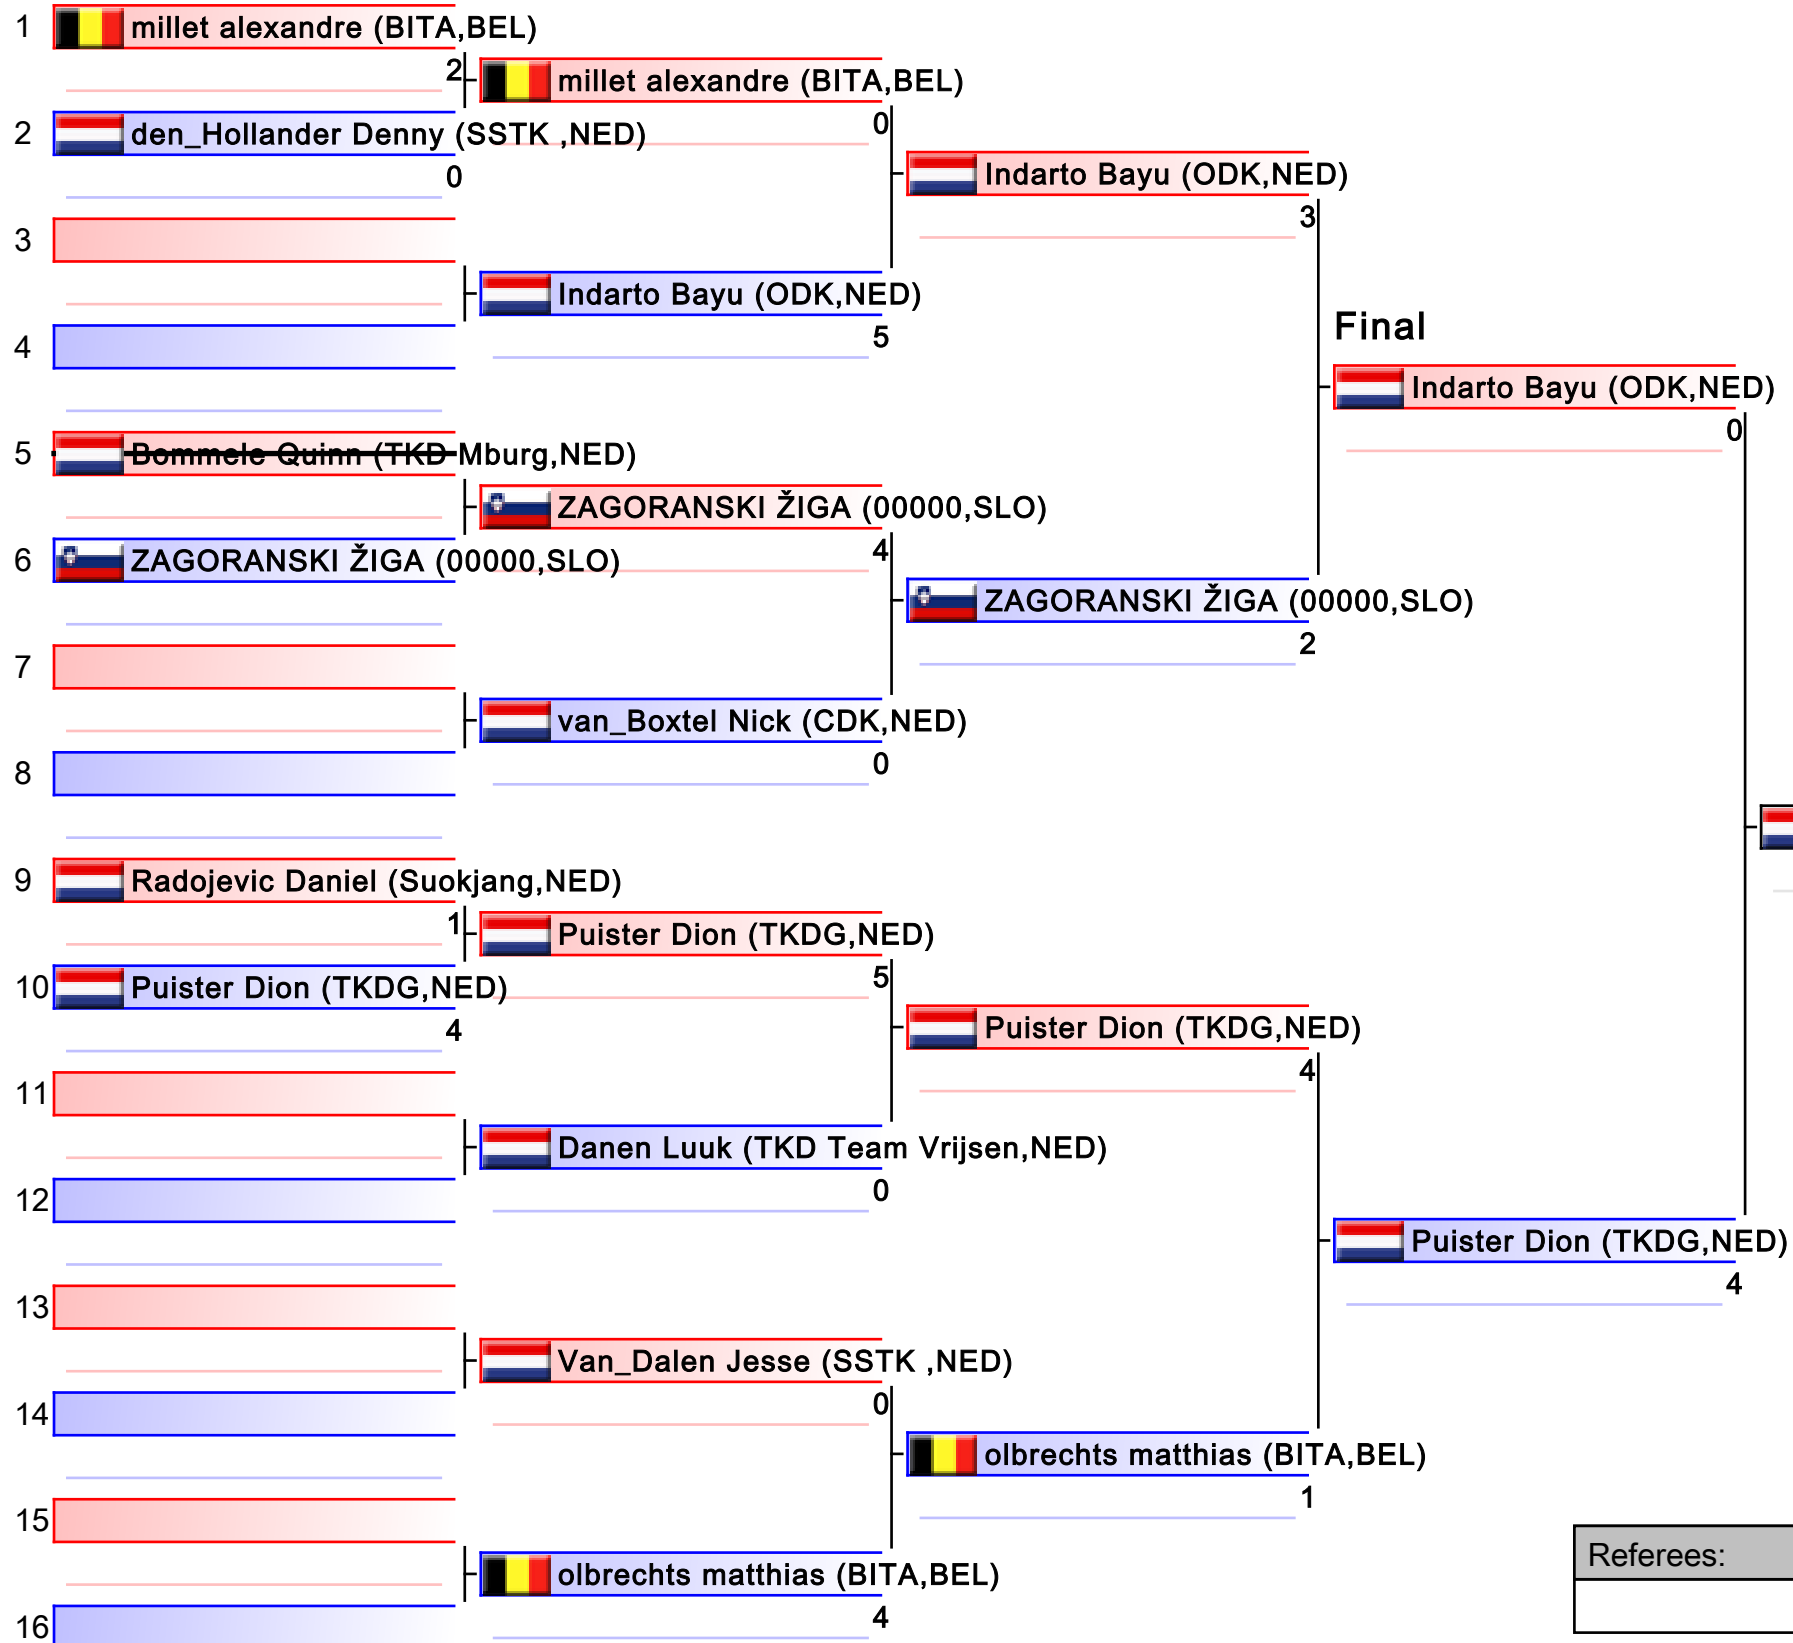 1 millet alexandre (BITA,BEL)
2 millet alexandre (BITA,BEL)
2 den_Hollander Denny (SSTK ,NED)
0
0
Indarto Bayu (ODK,NED)
3
3
Indarto Bayu (ODK,NED)
5
4
Final
Indarto Bayu (ODK,NED)
0
5 Bommele Quinn (TKD Mburg,NED)
ZAGORANSKI ŽIGA (00000,SLO)
4
6 ZAGORANSKI ŽIGA (00000,SLO)
ZAGORANSKI ŽIGA (00000,SLO)
2
7
van_Boxtel Nick (CDK,NED)
0
8
9 Radojevic Daniel (Suokjang,NED)
1
Puister Dion (TKDG,NED)
5
10 Puister Dion (TKDG,NED)
4
Puister Dion (TKDG,NED)
4
11
Danen Luuk (TKD Team Vrijsen,NED)
0
12
Puister Dion (TKDG,NED)
4
13
Van_Dalen Jesse (SSTK ,NED)
0
14
olbrechts matthias (BITA,BEL)
1
15
olbrechts matthias (BITA,BEL)
4
16
Referees: